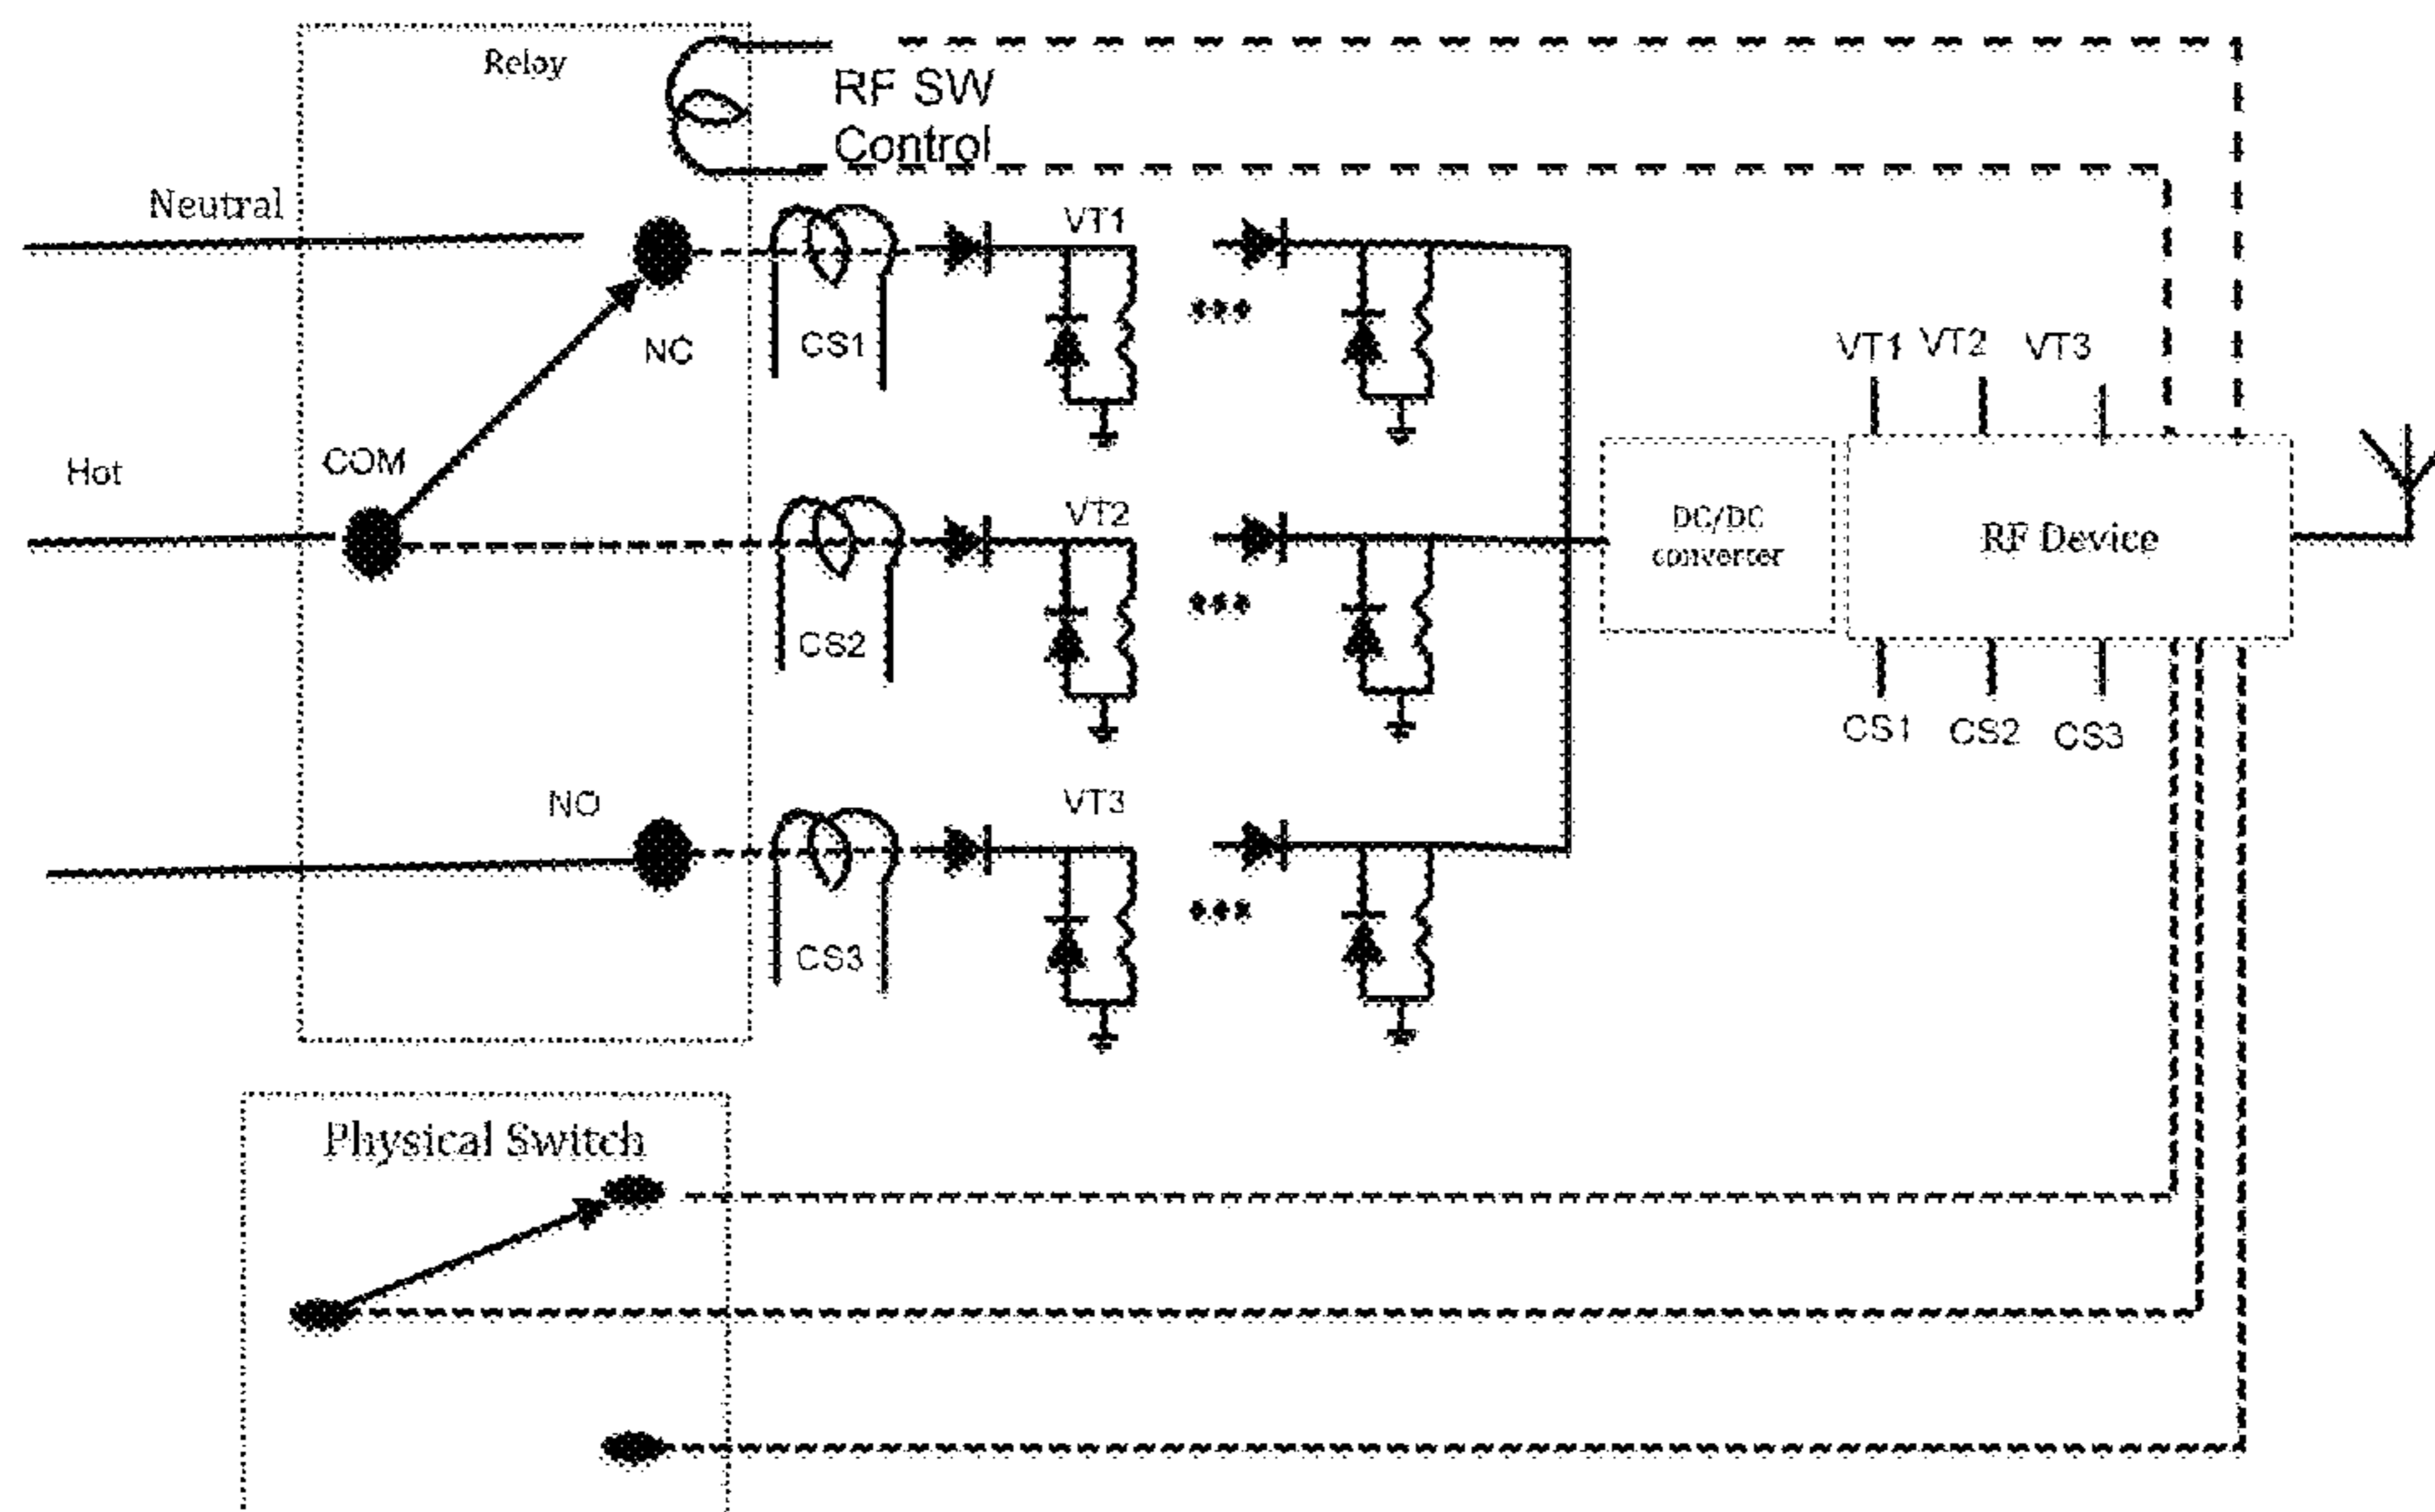 Relay
RF SW
Control
Neutral
VT1
NC
CS1
VT1 VT2 VT3
Hot
COM
VT2
DC/DC
converter
RF Device
CS2
CS1 CS2 CS3
NO
VT3
CS3
Physical Switch